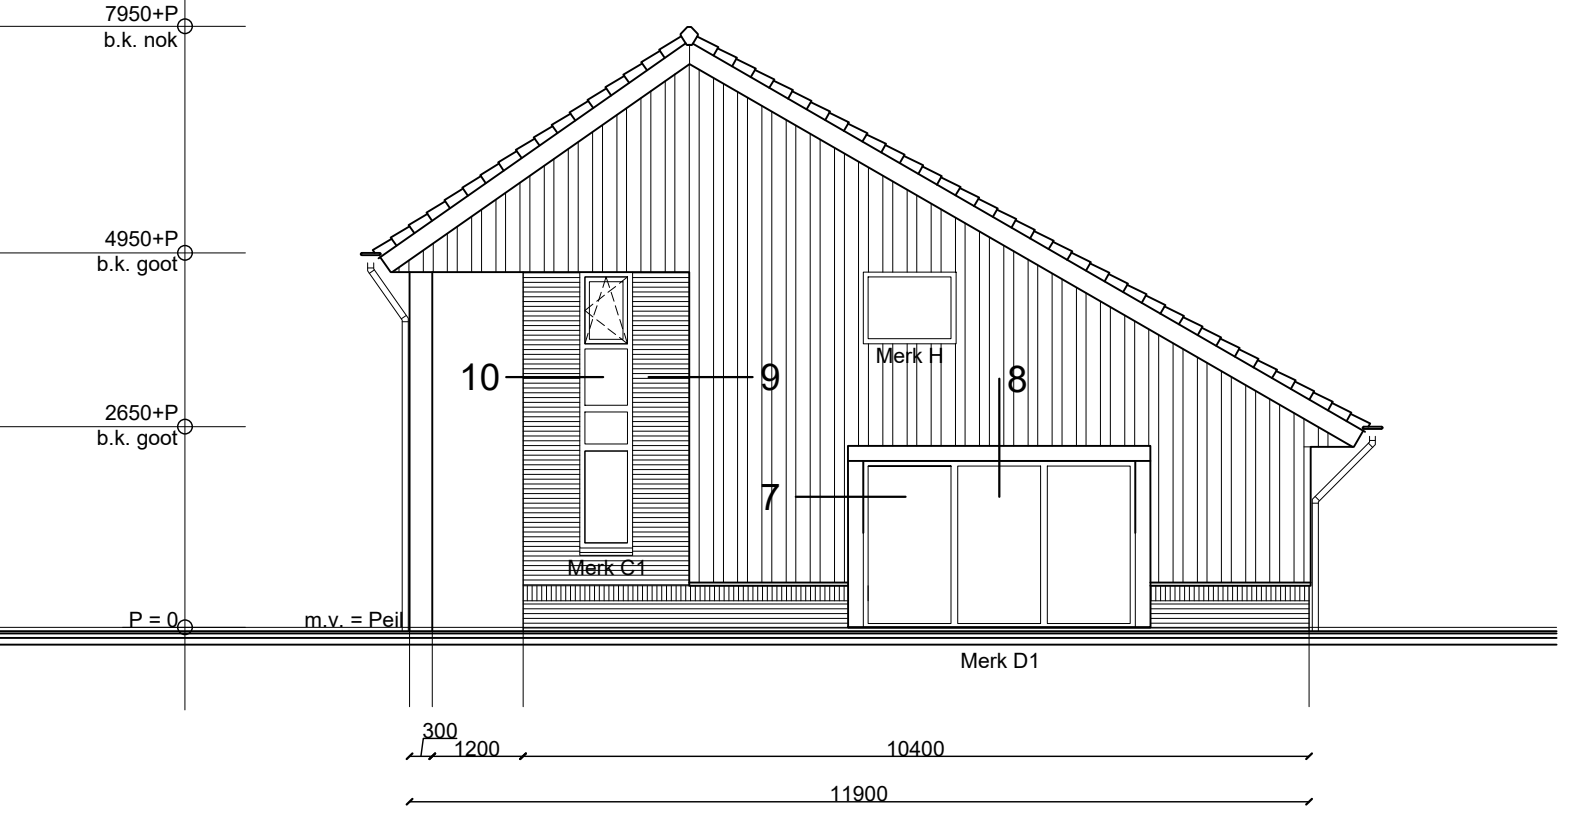 7950+P
b.k. nok
4950+P
b.k. goot
Merk H
10
9
8
2650+P
b.k. goot
7
Merk C1
P = 0
m.v. = Peil
Merk D1
300
1200
10400
11900